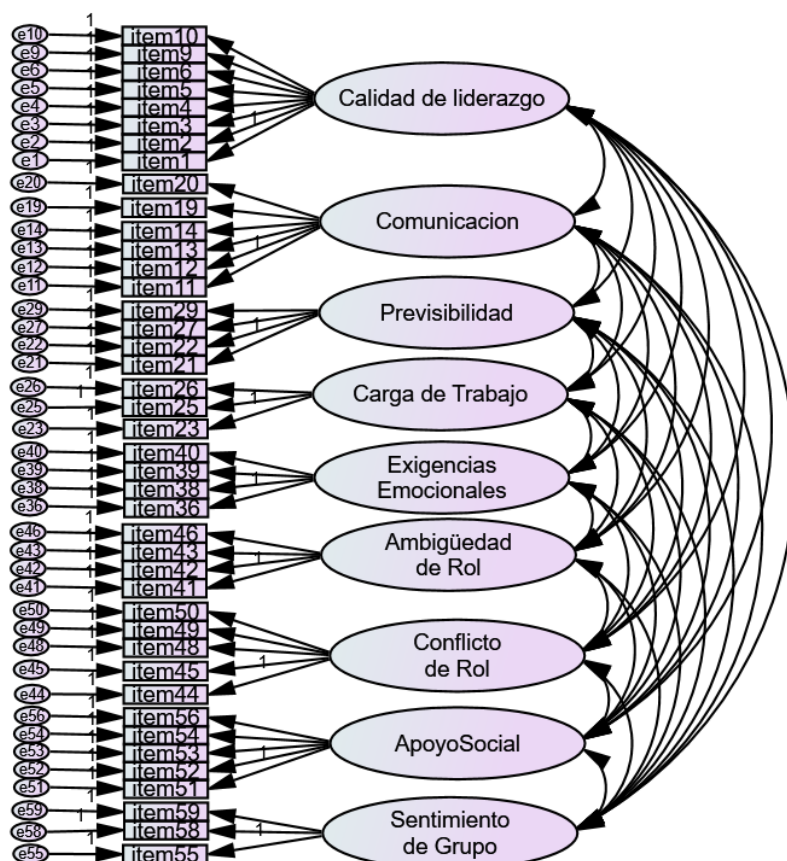 e10 1 item10
e9 item9
e6 item6
e5 item5
e4 item4
e3 item3
e2 item2
e1 item1
1
Calidad de liderazgo
e20 item20
e19 item19
e14 item14
e13 item13
e12 item12
e11 item11
1
Comunicacion
e29 item29
e27 item27
e22 item22
e21 item21
1
Previsibilidad
e26 item26
e25 item25
e23 item23
1
Carga de Trabajo
e40 item40
e39 item39
e38 item38
e36 item36
1
Exigencias
Emocionales
e46 item46
e43 item43
e42 item42
e41 item41
1
Ambigüedad
de Rol
e50 item50
e49 item49
e48 item48
e45 item45
e44 item44
1
Conflicto
de Rol
e56 item56
e54 item54
e53 item53
e52 item52
e51 item51
1
ApoyoSocial
e59 item59
e58 item58
e55 item55
1
Sentimiento
de Grupo